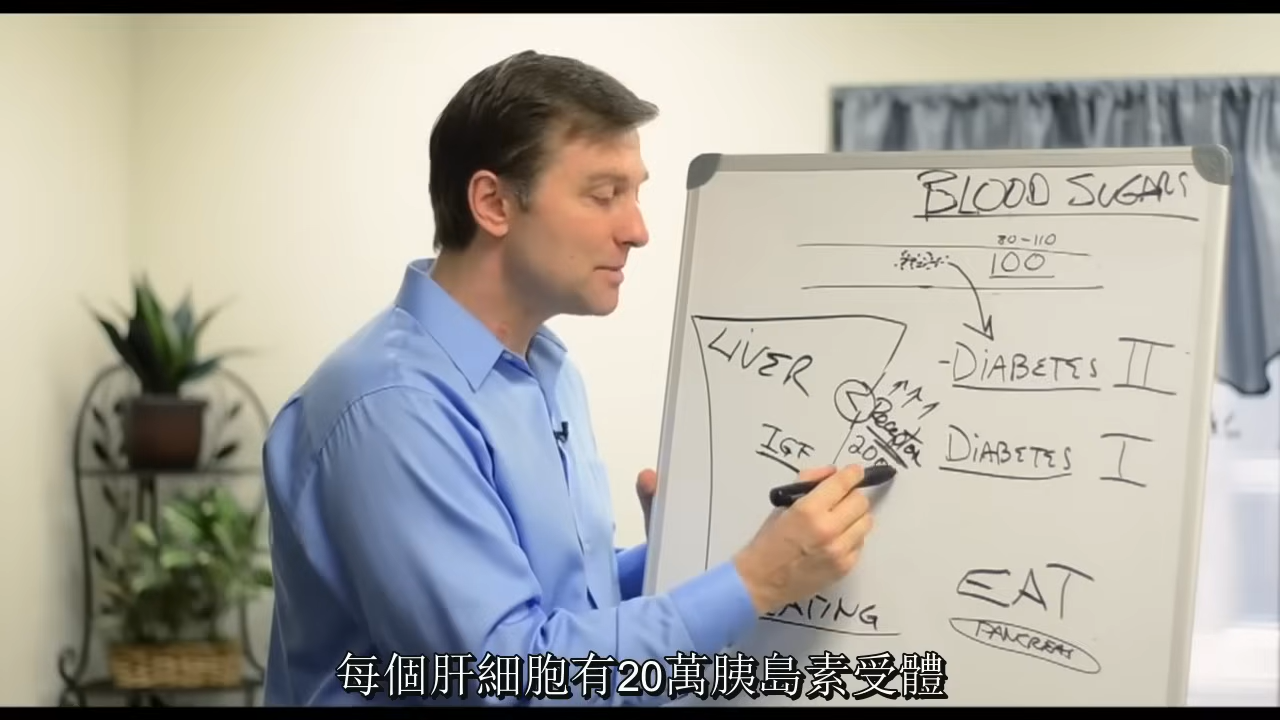 BLOOD SUGARS
80-110
100
LIVER
-DIABETES II
Receptor
IGF
200
DIABETES I
EATING
EAT
PANCREAS
每個肝細胞有20萬胰島素受體